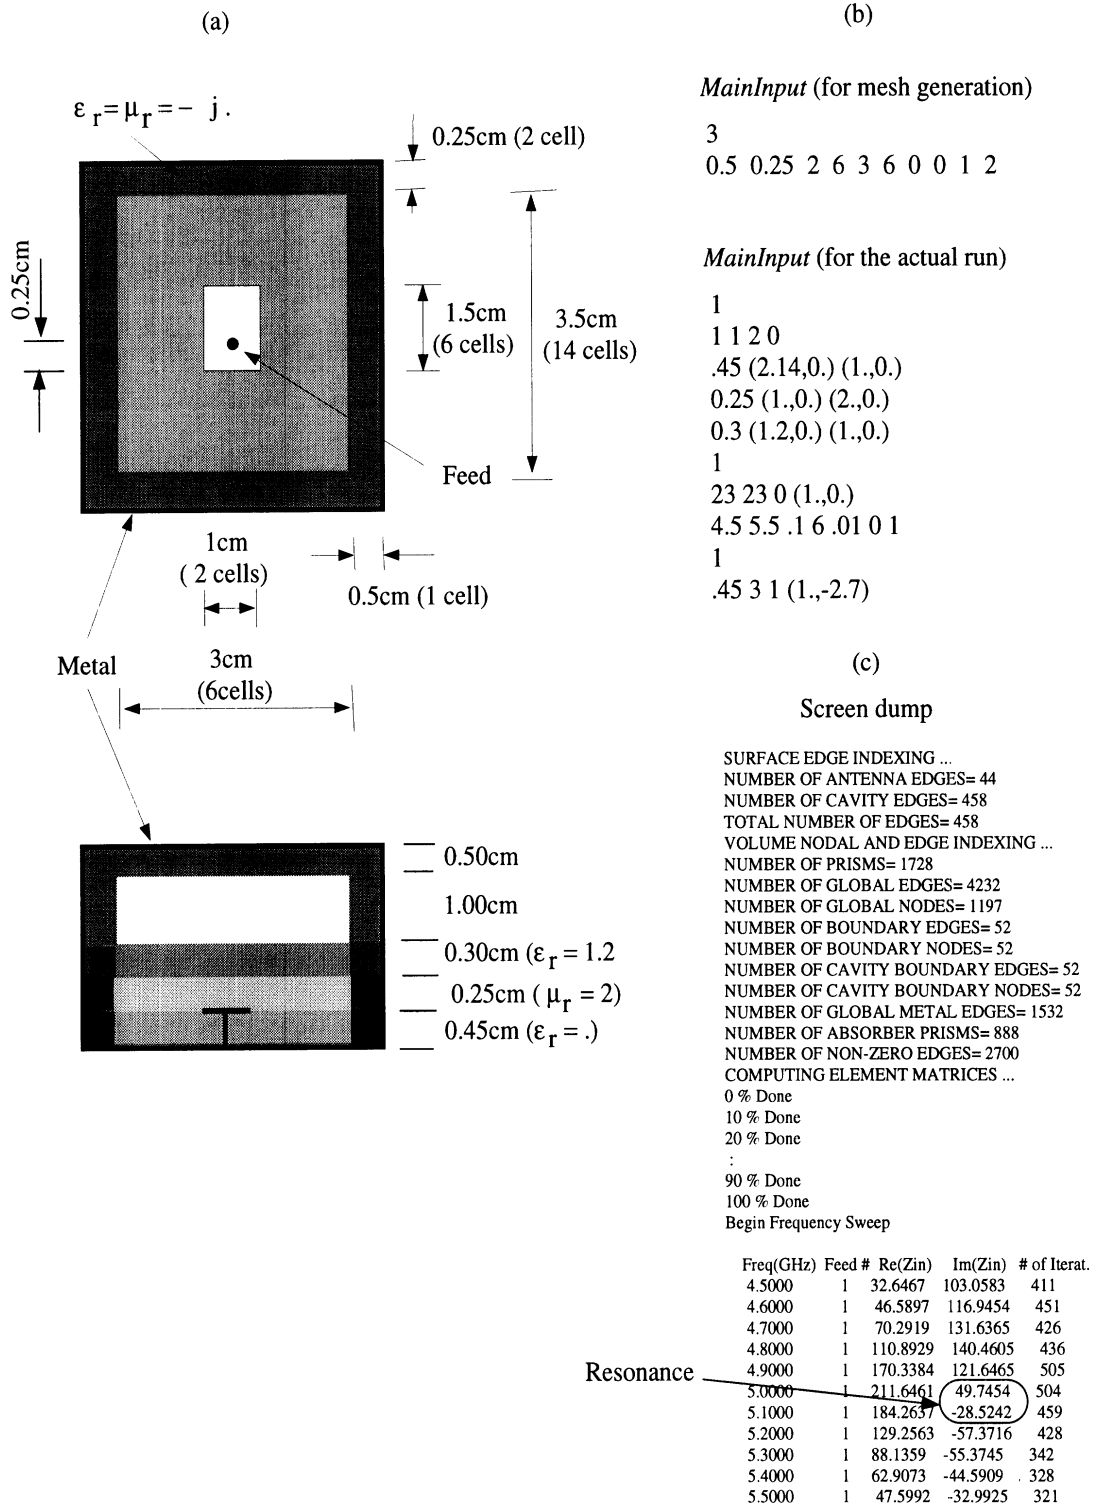 (a)
ε r = μ r = − j .
0.25cm (2 cell)
0.25cm
1.5cm
(6 cells)
3.5cm
(14 cells)
Feed
1cm
( 2 cells)
0.5cm (1 cell)
Metal
3cm
(6cells)
0.50cm
1.00cm
0.30cm (ε r = 1.2
0.25cm ( μ r = 2)
0.45cm (ε r = .)
(b)
MainInput (for mesh generation)
3
0.5 0.25 2 6 3 6 0 0 1 2
MainInput (for the actual run)
1
1 1 2 0
.45 (2.14,0.) (1.,0.)
0.25 (1.,0.) (2.,0.)
0.3 (1.2,0.) (1.,0.)
1
23 23 0 (1.,0.)
4.5 5.5 .1 6 .01 0 1
1
.45 3 1 (1.,-2.7)
(c)
Screen dump
SURFACE EDGE INDEXING ...
NUMBER OF ANTENNA EDGES= 44
NUMBER OF CAVITY EDGES= 458
TOTAL NUMBER OF EDGES= 458
VOLUME NODAL AND EDGE INDEXING ...
NUMBER OF PRISMS= 1728
NUMBER OF GLOBAL EDGES= 4232
NUMBER OF GLOBAL NODES= 1197
NUMBER OF BOUNDARY EDGES= 52
NUMBER OF BOUNDARY NODES= 52
NUMBER OF CAVITY BOUNDARY EDGES= 52
NUMBER OF CAVITY BOUNDARY NODES= 52
NUMBER OF GLOBAL METAL EDGES= 1532
NUMBER OF ABSORBER PRISMS= 888
NUMBER OF NON-ZERO EDGES= 2700
COMPUTING ELEMENT MATRICES ...
0 % Done
10 % Done
20 % Done
:
90 % Done
100 % Done
Begin Frequency Sweep
Freq(GHz) Feed # Re(Zin) Im(Zin) # of Iterat.
4.5000 1 32.6467 103.0583 411
4.6000 1 46.5897 116.9454 451
4.7000 1 70.2919 131.6365 426
4.8000 1 110.8929 140.4605 436
4.9000 1 170.3384 121.6465 505
5.0000 1 211.6461 49.7454 504
5.1000 1 184.2637 -28.5242 459
5.2000 1 129.2563 -57.3716 428
5.3000 1 88.1359 -55.3745 342
5.4000 1 62.9073 -44.5909 328
5.5000 1 47.5992 -32.9925 321
Resonance